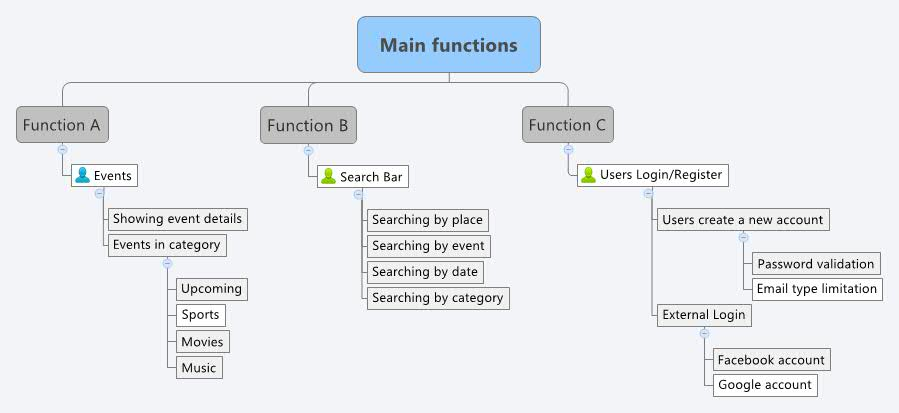 Main functions
Function A
Function B
Function C
Events
Showing event details
Events in category
Upcoming
Sports
Movies
Music
Search Bar
Searching by place
Searching by event
Searching by date
Searching by category
Users Login/Register
Users create a new account
Password validation
Email type limitation
External Login
Facebook account
Google account